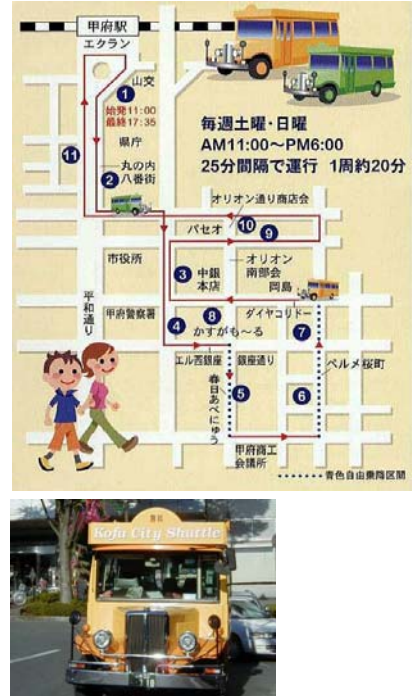 甲府駅
エクラン
山交
1
始発11:00
最終17:35
県庁
11
丸の内
2
八番街
毎週土曜・日曜
AM11:00～PM6:00
25分間隔で運行 1周約20分
オリオン通り商店会
パセオ
10
9
市役所
3
中銀
本店
オリオン
南部会
岡島
平和通り
甲府警察署
4
8
かすがも～る
ダイヤコリドー
7
エル西銀座
銀座通り
ペルメ桜町
春日あべにゅう
5
6
甲府商工
会議所
青色自由乗降区間
Kofu City Shuttle